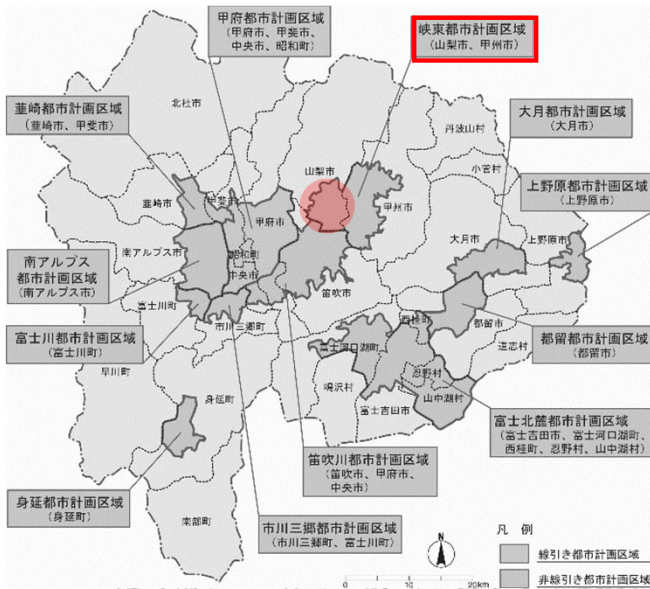 甲府都市計画区域
(甲府市、甲斐市、
中央市、昭和町)
峡東都市計画区域
(山梨市、甲州市)
韮崎都市計画区域
(韮崎市、甲斐市)
大月都市計画区域
(大月市)
上野原都市計画区域
(上野原市)
南アルプス
都市計画区域
(南アルプス市)
富士川都市計画区域
(富士川町)
都留都市計画区域
(都留市)
富士北麓都市計画区域
(富士吉田市、富士河口湖町、
西桂町、忍野村、山中湖村)
笛吹川都市計画区域
(笛吹市、甲府市、
中央市)
身延都市計画区域
(身延町)
市川三郷都市計画区域
(市川三郷町、富士川町)
北杜市
丹波山村
小菅村
山梨市
甲州市
韮崎市
甲斐市
甲府市
大月市
上野原市
南アルプス市
昭和町
中央市
笛吹市
富士川町
市川三郷町
西桂町
都留市
道志村
富士河口湖町
忍野村
鳴沢村
山中湖村
富士吉田市
早川町
身延町
南部町
凡 例
線引き都市計画区域
非線引き都市計画区域
N
0
10
20km